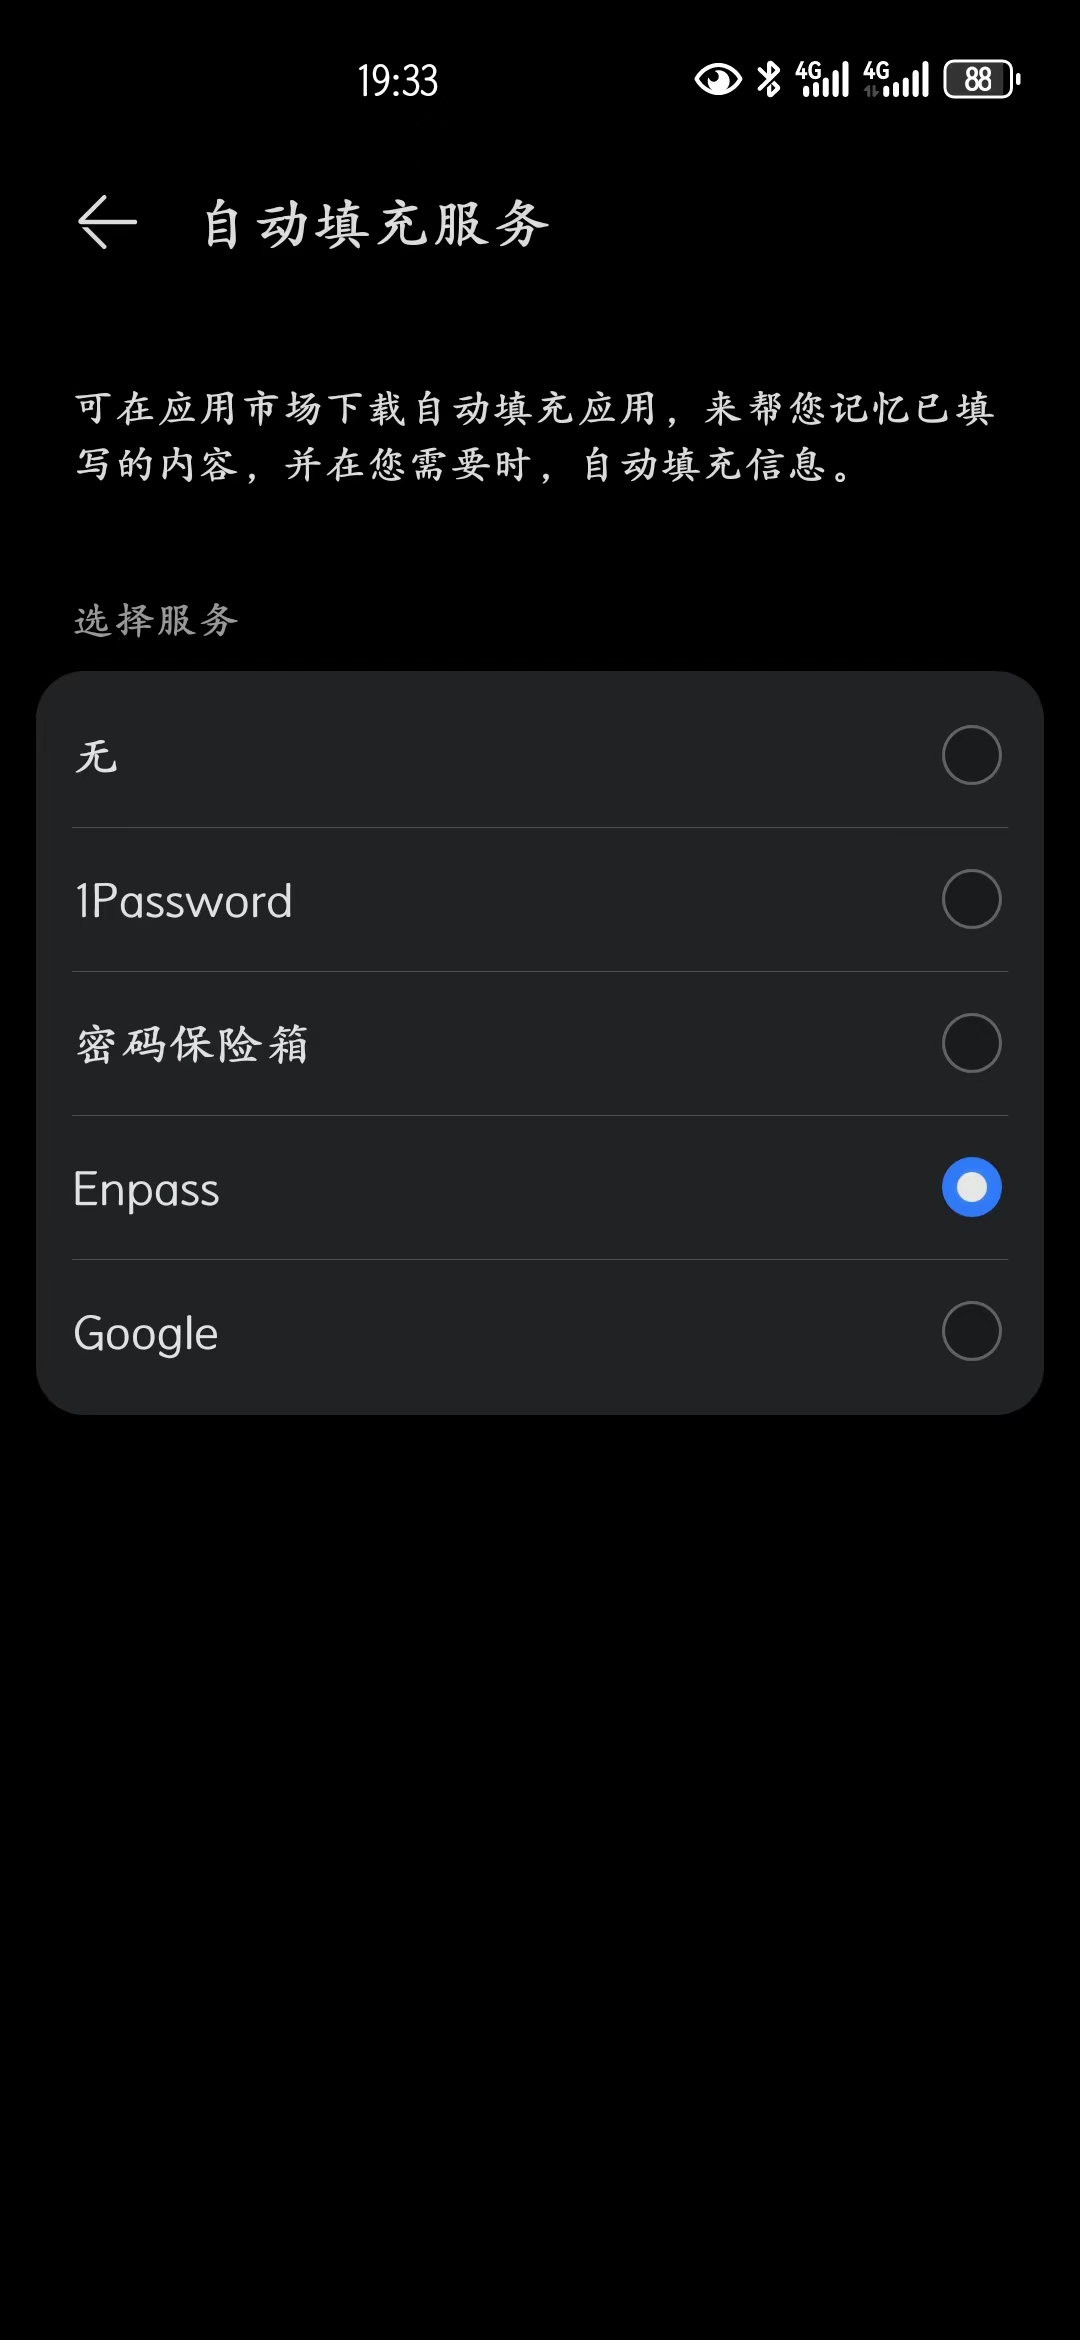 19:33
4G 4G 88
自动填充服务
可在应用市场下载自动填充应用，来帮您记忆已填
写的内容，并在您需要时，自动填充信息。
选择服务
无
1Password
密码保险箱
Enpass
Google